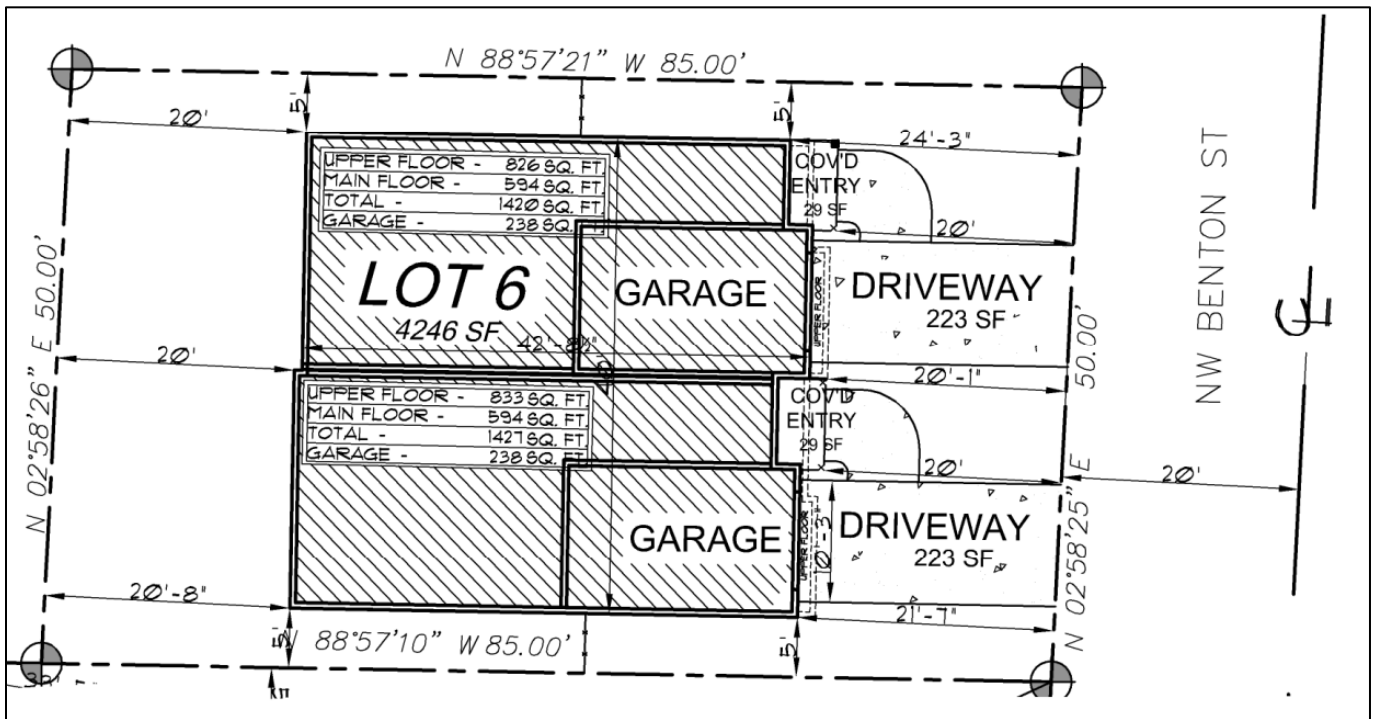 N 88°57'21" W 85.00'
5'
5'
20'
24'-3"
UPPER FLOOR - 826 SQ. FT.
MAIN FLOOR - 594 SQ. FT.
TOTAL - 1420 SQ. FT.
GARAGE - 238 SQ. FT.
COV'D
ENTRY
29 SF
20'
LOT 6
4246 SF
GARAGE
UPPER FLOOR
DRIVEWAY
223 SF
NW BENTON ST
N 02°58'26" E 50.00'
20'
20'-1"
50.00'
UPPER FLOOR - 833 SQ. FT.
MAIN FLOOR - 594 SQ. FT.
TOTAL - 1427 SQ. FT.
GARAGE - 238 SQ. FT.
COV'D
ENTRY
29 SF
20'
20'
GARAGE
UPPER FLOOR
10'-3"
DRIVEWAY
223 SF
N 02°58'25" E
20'-8"
21'-7"
5'
88°57'10" W 85.00'
5'